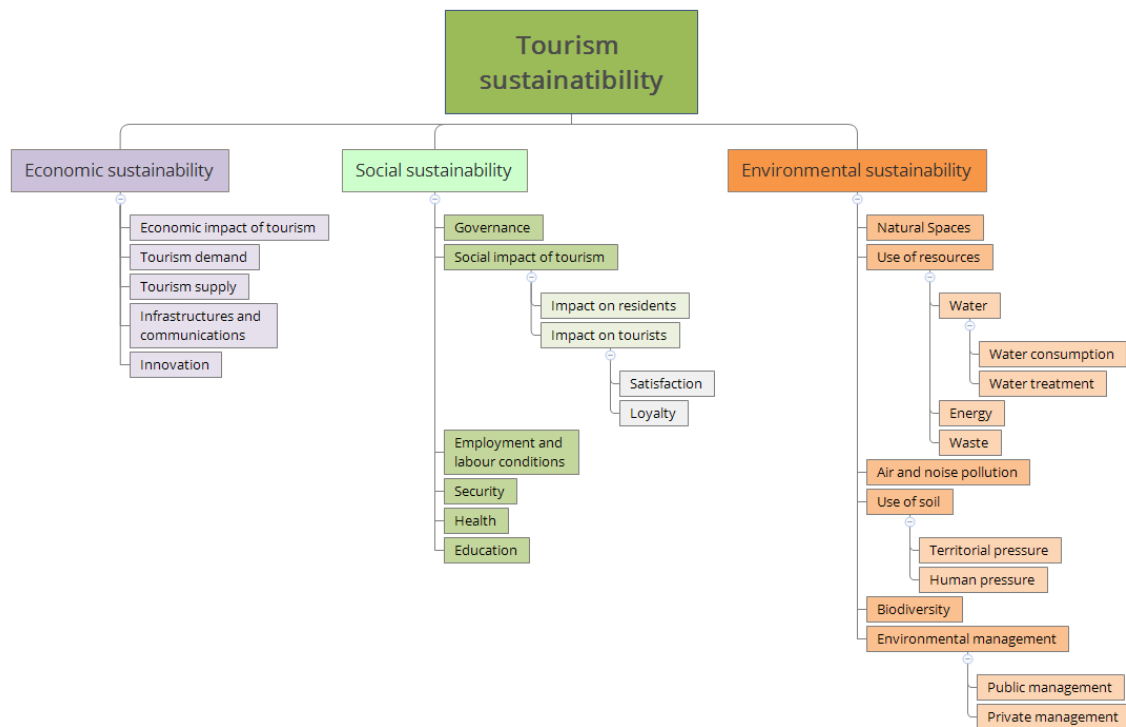 Tourism
sustainatibility
Economic sustainability
Economic impact of tourism
Tourism demand
Tourism supply
Infrastructures and
communications
Innovation
Social sustainability
Governance
Social impact of tourism
Impact on residents
Impact on tourists
Satisfaction
Loyalty
Employment and
labour conditions
Security
Health
Education
Environmental sustainability
Natural Spaces
Use of resources
Water
Water consumption
Water treatment
Energy
Waste
Air and noise pollution
Use of soil
Territorial pressure
Human pressure
Biodiversity
Environmental management
Public management
Private management